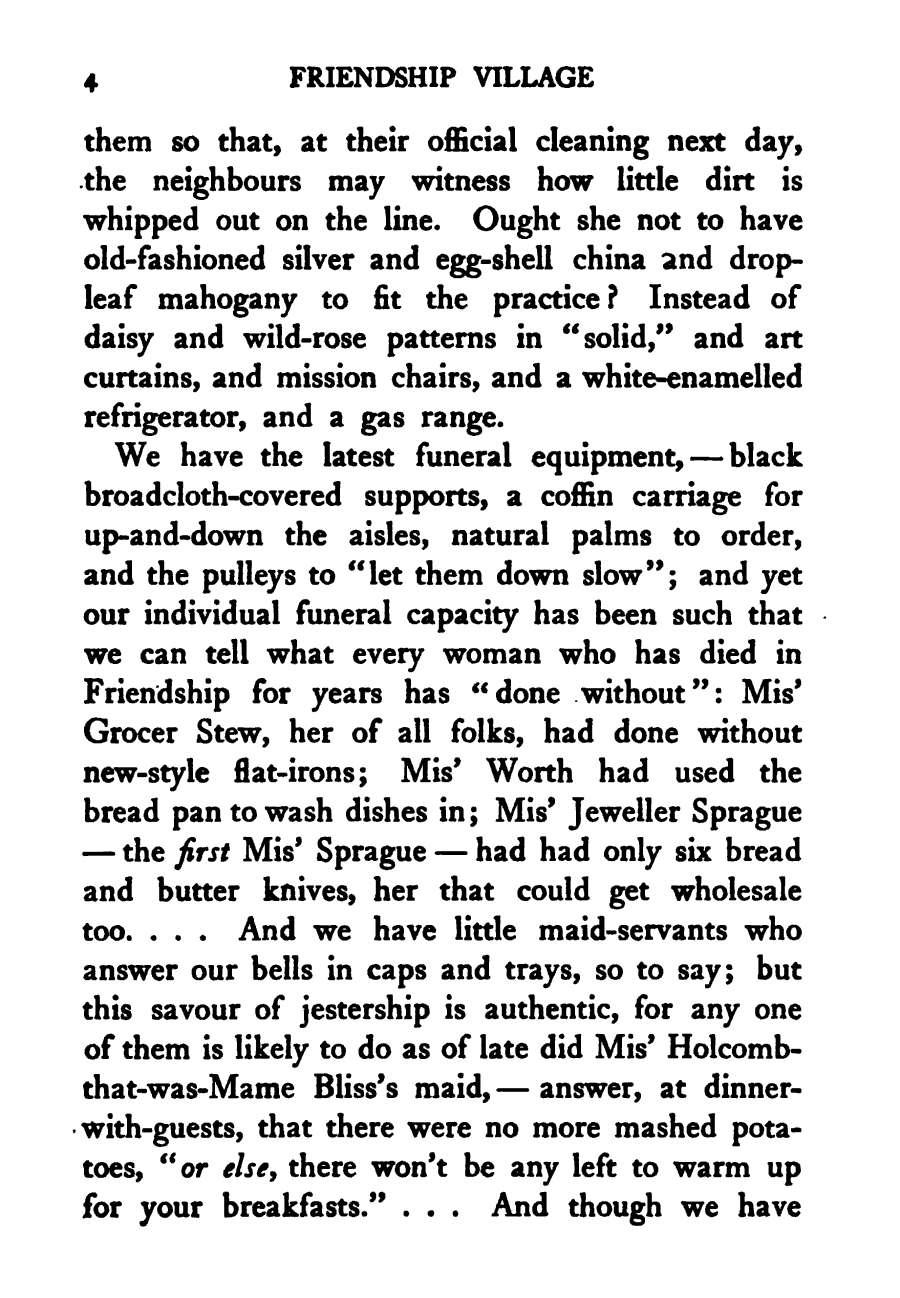 4 FRIENDSHIP VILLAGE
them so that, at their official cleaning next day,
the neighbours may witness how little dirt is
whipped out on the line. Ought she not to have
old-fashioned silver and egg-shell china and drop-
leaf mahogany to fit the practice? Instead of
daisy and wild-rose patterns in “solid,” and art
curtains, and mission chairs, and a white-enamelled
refrigerator, and a gas range.
We have the latest funeral equipment, — black
broadcloth-covered supports, a coffin carriage for
up-and-down the aisles, natural palms to order,
and the pulleys to “let them down slow”; and yet
our individual funeral capacity has been such that
we can tell what every woman who has died in
Friendship for years has “done without”: Mis’
Grocer Stew, her of all folks, had done without
new-style flat-irons; Mis’ Worth had used the
bread pan to wash dishes in; Mis’ Jeweller Sprague
— the first Mis’ Sprague — had had only six bread
and butter knives, her that could get wholesale
too. . . . And we have little maid-servants who
answer our bells in caps and trays, so to say; but
this savour of jestership is authentic, for any one
of them is likely to do as of late did Mis’ Holcomb-
that-was-Mame Bliss’s maid, — answer, at dinner-
with-guests, that there were no more mashed pota-
toes, “or else, there won’t be any left to warm up
for your breakfasts.” . . . And though we have